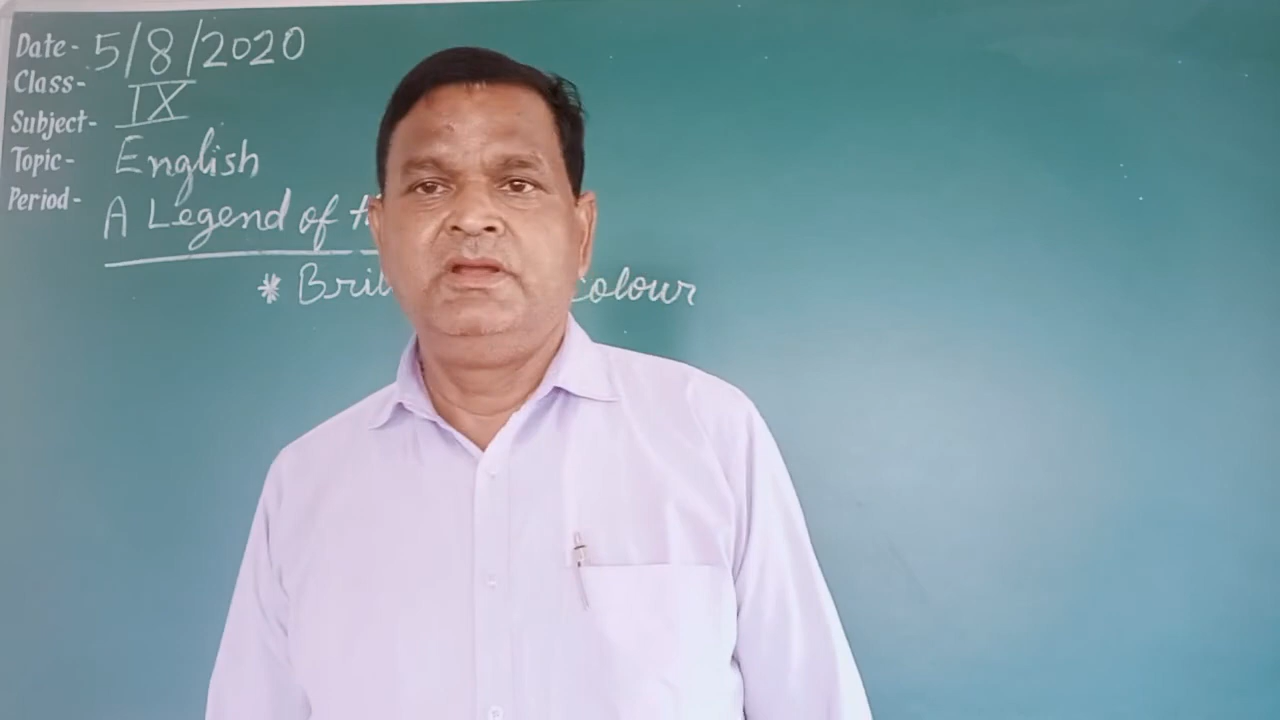 Date- 5/8/2020
Class- IX
Subject- English
Topic- A Legend of
Period-
* colour